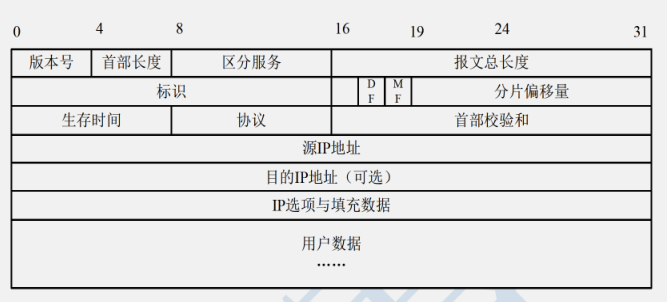 0 4 8 16 19 24 31
版本号 首部长度 区分服务 报文总长度
标识 DF MF 分片偏移量
生存时间 协议 首部校验和
源IP地址
目的IP地址（可选）
IP选项与填充数据
用户数据
……